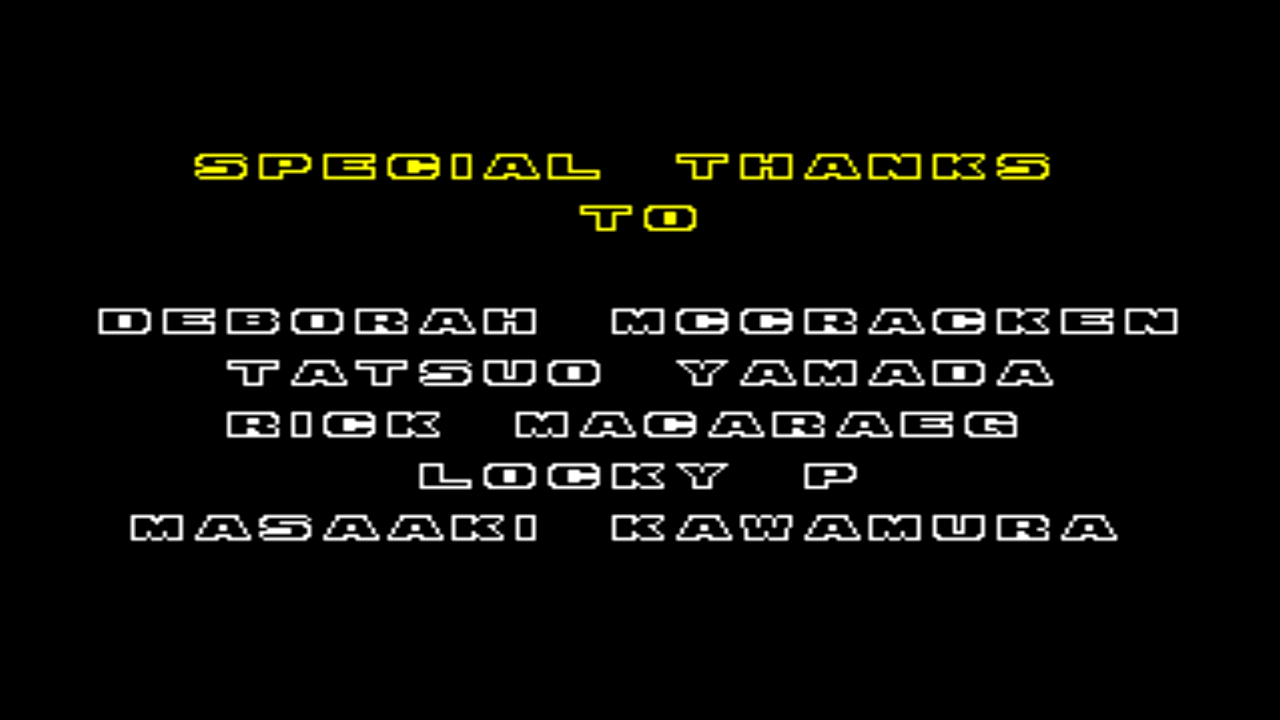 SPECIAL THANKS
TO
DEBORAH MCCRACKEN
TATSUO YAMADA
RICK MACARAEG
LOCKY P
MASAAKI KAWAMURA